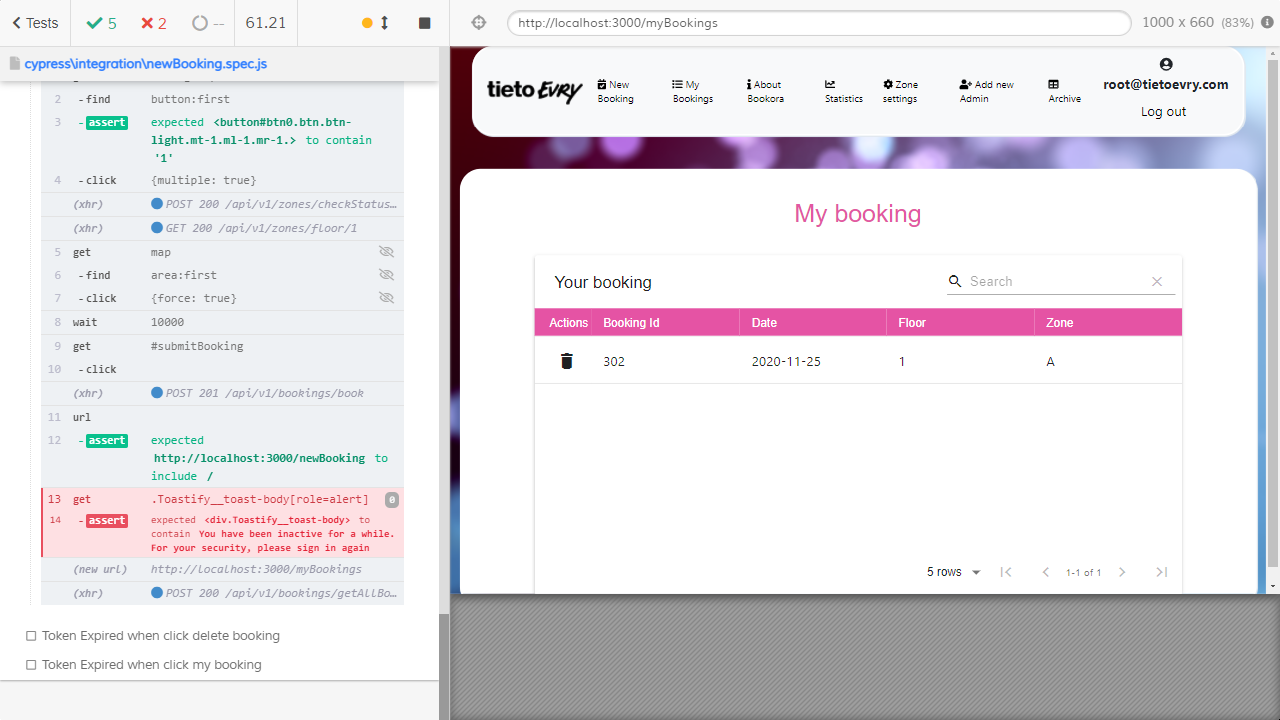 Tests
5
2
--
61.21
http://localhost:3000/myBookings
1000 x 660 (83%)
cypress\integration\newBooking.spec.js
2 -find button:first
3 -assert expected <button#btn0.btn.btn-
light.mt-1.ml-1.mr-1.> to contain
'1'
4 -click {multiple: true}
(xhr) POST 200 /api/v1/zones/checkStatus…
(xhr) GET 200 /api/v1/zones/floor/1
5 get map
6 -find area:first
7 -click {force: true}
8 wait 10000
9 get #submitBooking
10 -click
(xhr) POST 201 /api/v1/bookings/book
11 url
12 -assert expected
http://localhost:3000/newBooking to
include /
13 get .Toastify__toast-body[role=alert] 0
14 -assert expected <div.Toastify__toast-body> to
contain You have been inactive for a while.
For your security, please sign in again
(new url) http://localhost:3000/myBookings
(xhr) POST 200 /api/v1/bookings/getAllBo…
Token Expired when click delete booking
Token Expired when click my booking
tieto EVRY
New
Booking
My
Bookings
About
Bookora
Statistics
Zone
settings
Add new
Admin
Archive
root@tietoevry.com
Log out
My booking
Your booking
Search
Actions Booking Id Date Floor Zone
302 2020-11-25 1 A
5 rows 1-1 of 1